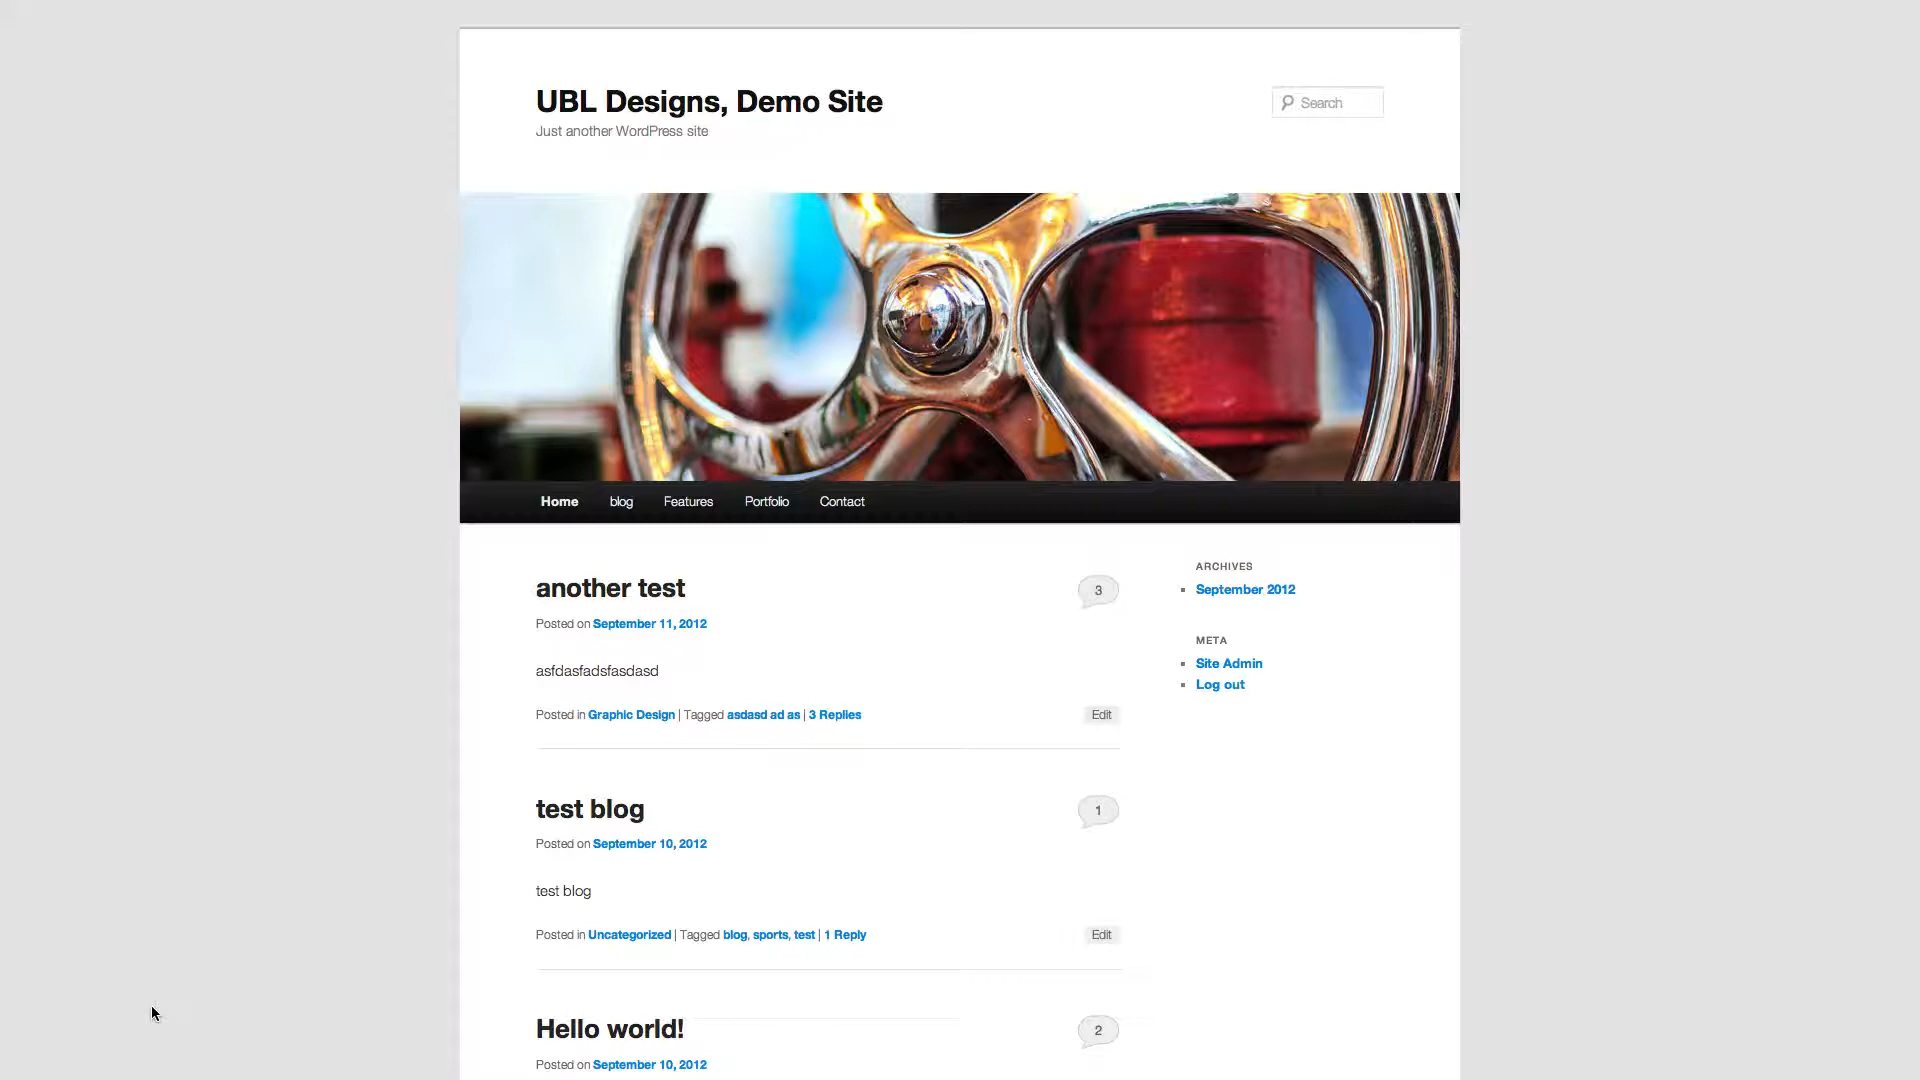 UBL Designs, Demo Site
Search
Just another WordPress site
Home blog Features Portfolio Contact
another test
3
Posted on September 11, 2012
asfdasfadsfasdasd
Posted in Graphic Design | Tagged asdasd ad as | 3 Replies
Edit
test blog
1
Posted on September 10, 2012
test blog
Posted in Uncategorized | Tagged blog, sports, test | 1 Reply
Edit
Hello world!
2
Posted on September 10, 2012
ARCHIVES
September 2012
META
Site Admin
Log out